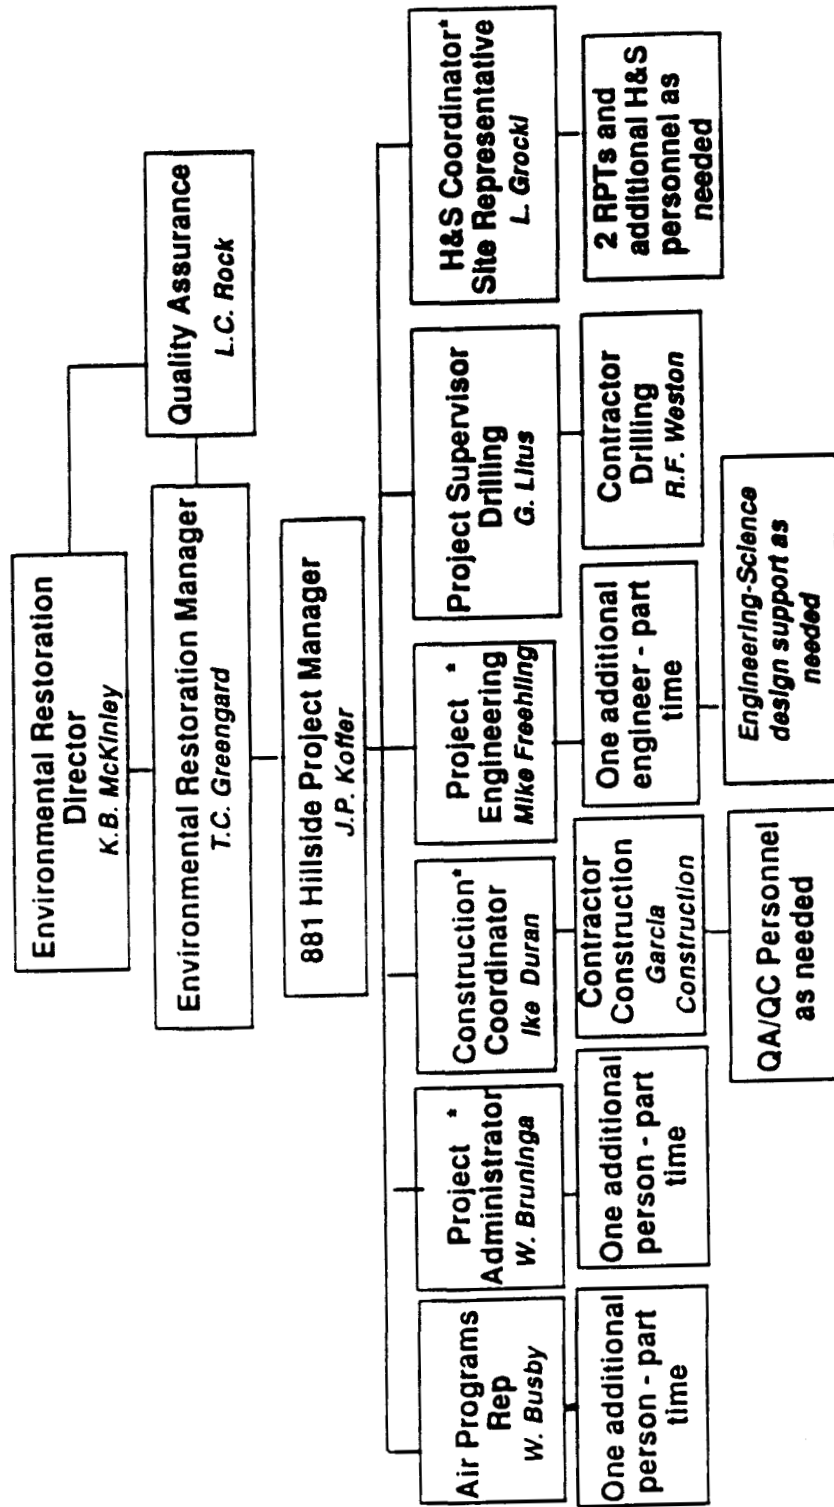 Environmental Restoration
Director
K.B. McKinley
Quality Assurance
L.C. Rock
Environmental Restoration Manager
T.C. Greengard
881 Hillside Project Manager
J.P. Koffer
Air Programs
Rep
W. Busby
Project *
Administrator
W. Bruninga
Construction*
Coordinator
Ike Duran
Project *
Engineering
Mike Freehling
Project Supervisor
Drilling
G. Litus
H&S Coordinator*
Site Representative
L. Grocki
One additional
person - part
time
One additional
person - part
time
Contractor
Construction
Garcia
Construction
One additional
engineer - part
time
Contractor
Drilling
R.F. Weston
2 RPTs and
additional H&S
personnel as
needed
QA/QC Personnel
as needed
Engineering-Science
design support as
needed